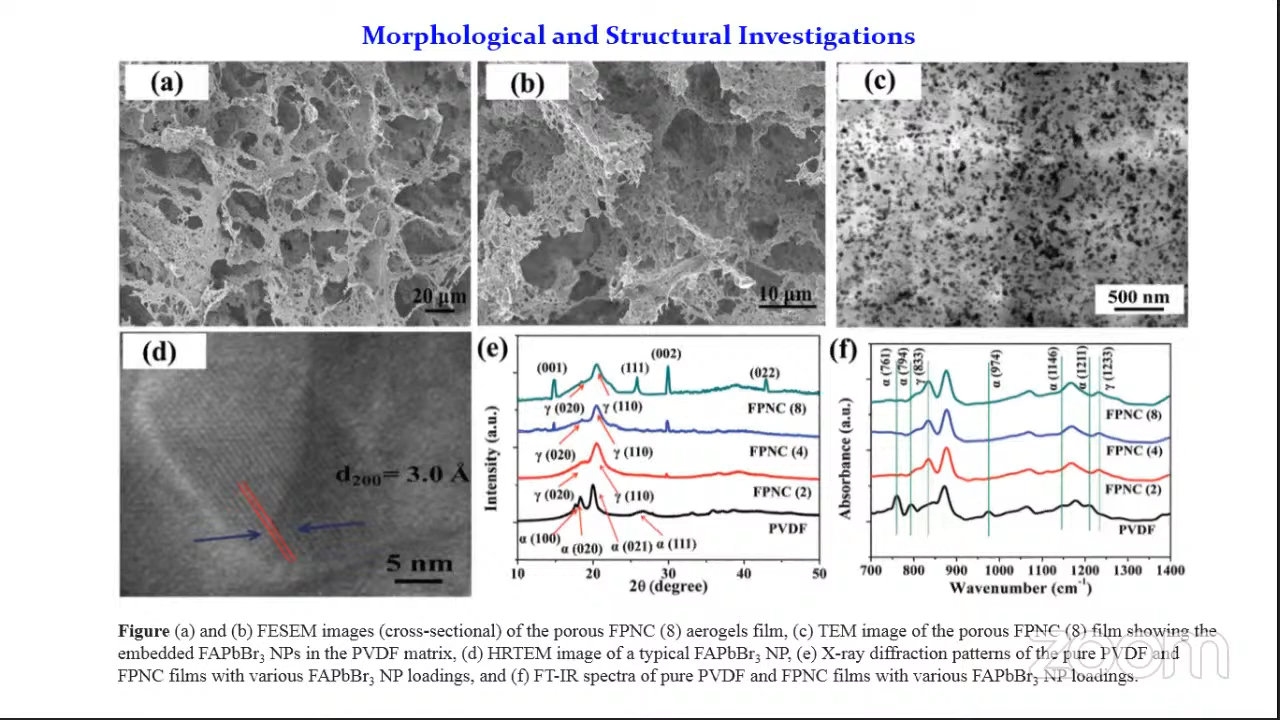 Morphological and Structural Investigations
(a)
20 μm
(b)
10 μm
(c)
500 nm
(d)
d₂₀₀= 3.0 Å
5 nm
(e)
(001)
(111)
(002)
(022)
γ (020)
γ (110)
FPNC (8)
γ (020)
γ (110)
FPNC (4)
γ (020)
γ (110)
FPNC (2)
PVDF
α (100)
α (020)
α (021)
α (111)
Intensity (a.u.)
10 20 30 40 50
2θ (degree)
(f)
α (761)
α (794)
γ (833)
α (974)
α (1146)
α (1211)
γ (1233)
FPNC (8)
FPNC (4)
FPNC (2)
PVDF
Absorbance (a.u.)
700 800 900 1000 1100 1200 1300 1400
Wavenumber (cm⁻¹)
Figure (a) and (b) FESEM images (cross-sectional) of the porous FPNC (8) aerogels film, (c) TEM image of the porous FPNC (8) film showing the
embedded FAPbBr₃ NPs in the PVDF matrix, (d) HRTEM image of a typical FAPbBr₃ NP, (e) X-ray diffraction patterns of the pure PVDF and
FPNC films with various FAPbBr₃ NP loadings, and (f) FT-IR spectra of pure PVDF and FPNC films with various FAPbBr₃ NP loadings.
zoom